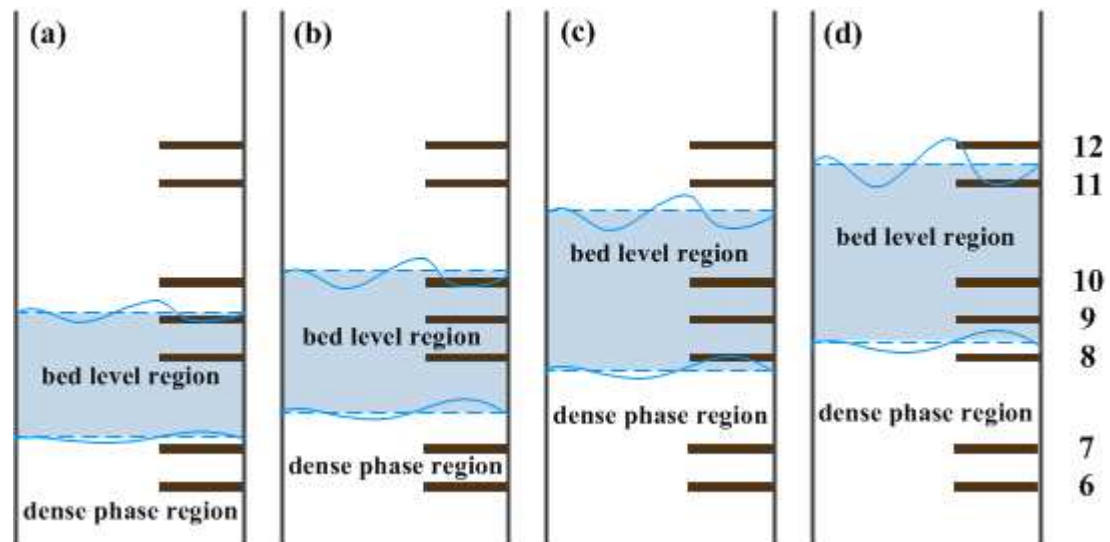 (a)
(b)
(c)
(d)
12
11
bed level region
bed level region
10
9
bed level region
8
bed level region
dense phase region
dense phase region
7
dense phase region
6
dense phase region